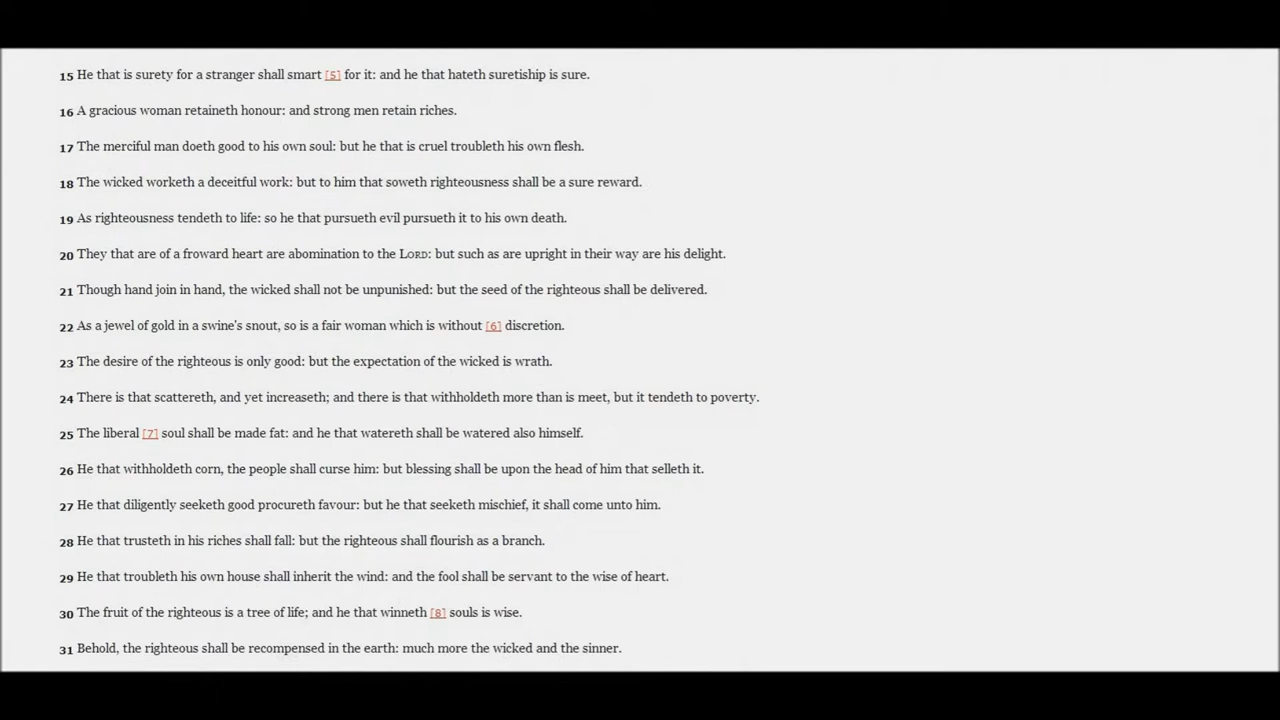 15 He that is surety for a stranger shall smart [5] for it: and he that hateth suretiship is sure.
16 A gracious woman retaineth honour: and strong men retain riches.
17 The merciful man doeth good to his own soul: but he that is cruel troubleth his own flesh.
18 The wicked worketh a deceitful work: but to him that soweth righteousness shall be a sure reward.
19 As righteousness tendeth to life: so he that pursueth evil pursueth it to his own death.
20 They that are of a froward heart are abomination to the LORD: but such as are upright in their way are his delight.
21 Though hand join in hand, the wicked shall not be unpunished: but the seed of the righteous shall be delivered.
22 As a jewel of gold in a swine's snout, so is a fair woman which is without [6] discretion.
23 The desire of the righteous is only good: but the expectation of the wicked is wrath.
24 There is that scattereth, and yet increaseth; and there is that withholdeth more than is meet, but it tendeth to poverty.
25 The liberal [7] soul shall be made fat: and he that watereth shall be watered also himself.
26 He that withholdeth corn, the people shall curse him: but blessing shall be upon the head of him that selleth it.
27 He that diligently seeketh good procureth favour: but he that seeketh mischief, it shall come unto him.
28 He that trusteth in his riches shall fall: but the righteous shall flourish as a branch.
29 He that troubleth his own house shall inherit the wind: and the fool shall be servant to the wise of heart.
30 The fruit of the righteous is a tree of life; and he that winneth [8] souls is wise.
31 Behold, the righteous shall be recompensed in the earth: much more the wicked and the sinner.